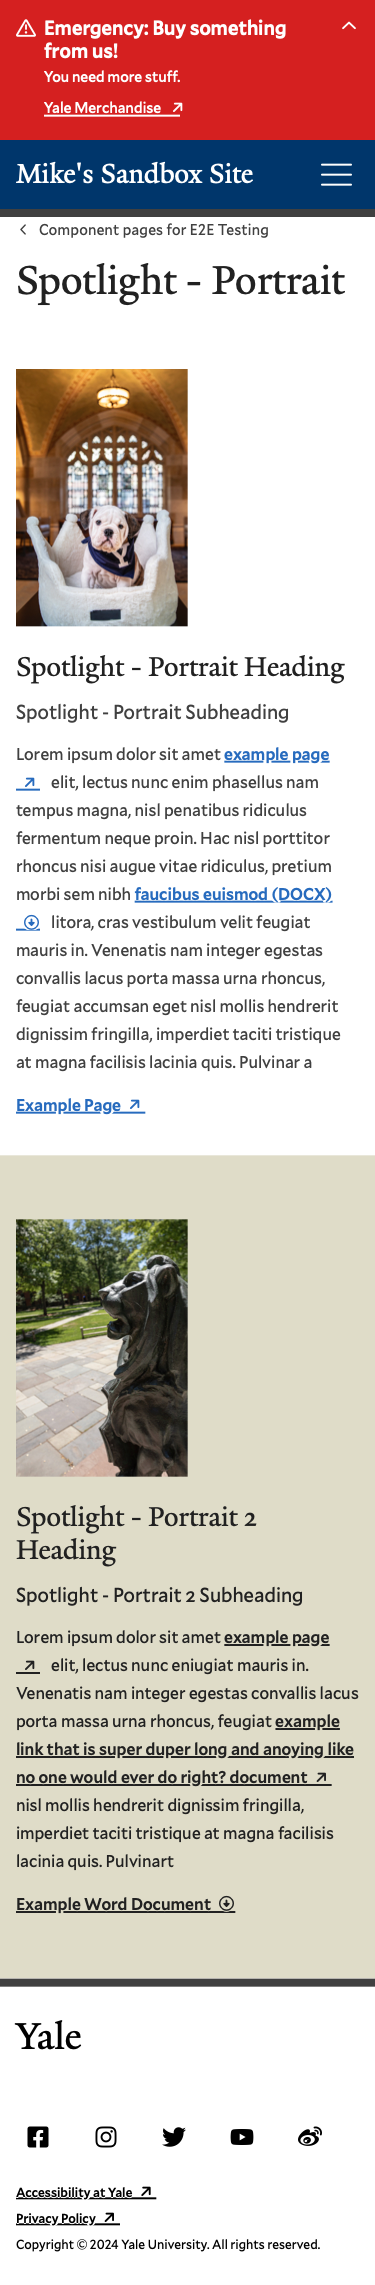 Emergency: Buy something
from us!
You need more stuff.
Yale Merchandise
Mike's Sandbox Site
Component pages for E2E Testing
Spotlight - Portrait
Spotlight - Portrait Heading
Spotlight - Portrait Subheading
Lorem ipsum dolor sit amet example page
elit, lectus nunc enim phasellus nam
tempus magna, nisl penatibus ridiculus
fermentum neque proin. Hac nisl porttitor
rhoncus nisi augue vitae ridiculus, pretium
morbi sem nibh faucibus euismod (DOCX)
litora, cras vestibulum velit feugiat
mauris in. Venenatis nam integer egestas
convallis lacus porta massa urna rhoncus,
feugiat accumsan eget nisl mollis hendrerit
dignissim fringilla, imperdiet taciti tristique
at magna facilisis lacinia quis. Pulvinar a
Example Page
Spotlight - Portrait 2
Heading
Spotlight - Portrait 2 Subheading
Lorem ipsum dolor sit amet example page
elit, lectus nunc eniugiat mauris in.
Venenatis nam integer egestas convallis lacus
porta massa urna rhoncus, feugiat example
link that is super duper long and anoying like
no one would ever do right? document
nisl mollis hendrerit dignissim fringilla,
imperdiet taciti tristique at magna facilisis
lacinia quis. Pulvinart
Example Word Document
Yale
Accessibility at Yale
Privacy Policy
Copyright © 2024 Yale University. All rights reserved.